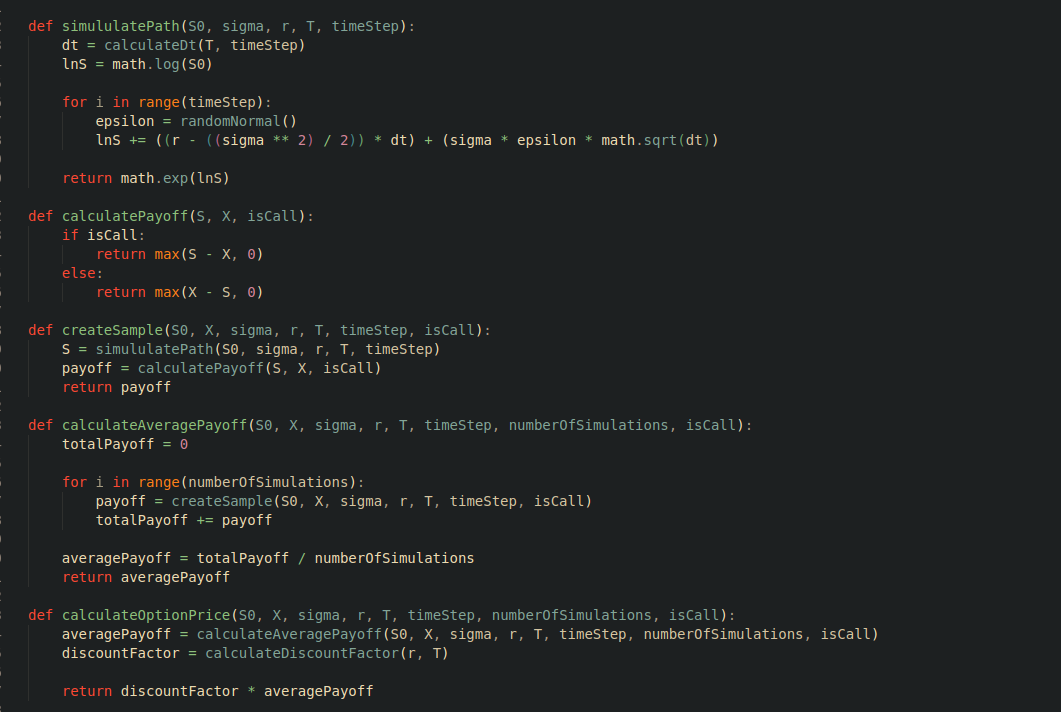 def simululatePath(S0, sigma, r, T, timeStep):
    dt = calculateDt(T, timeStep)
    lnS = math.log(S0)

    for i in range(timeStep):
        epsilon = randomNormal()
        lnS += ((r - ((sigma ** 2) / 2)) * dt) + (sigma * epsilon * math.sqrt(dt))

    return math.exp(lnS)

def calculatePayoff(S, X, isCall):
    if isCall:
        return max(S - X, 0)
    else:
        return max(X - S, 0)

def createSample(S0, X, sigma, r, T, timeStep, isCall):
    S = simululatePath(S0, sigma, r, T, timeStep)
    payoff = calculatePayoff(S, X, isCall)
    return payoff

def calculateAveragePayoff(S0, X, sigma, r, T, timeStep, numberOfSimulations, isCall):
    totalPayoff = 0

    for i in range(numberOfSimulations):
        payoff = createSample(S0, X, sigma, r, T, timeStep, isCall)
        totalPayoff += payoff

    averagePayoff = totalPayoff / numberOfSimulations
    return averagePayoff

def calculateOptionPrice(S0, X, sigma, r, T, timeStep, numberOfSimulations, isCall):
    averagePayoff = calculateAveragePayoff(S0, X, sigma, r, T, timeStep, numberOfSimulations, isCall)
    discountFactor = calculateDiscountFactor(r, T)

    return discountFactor * averagePayoff